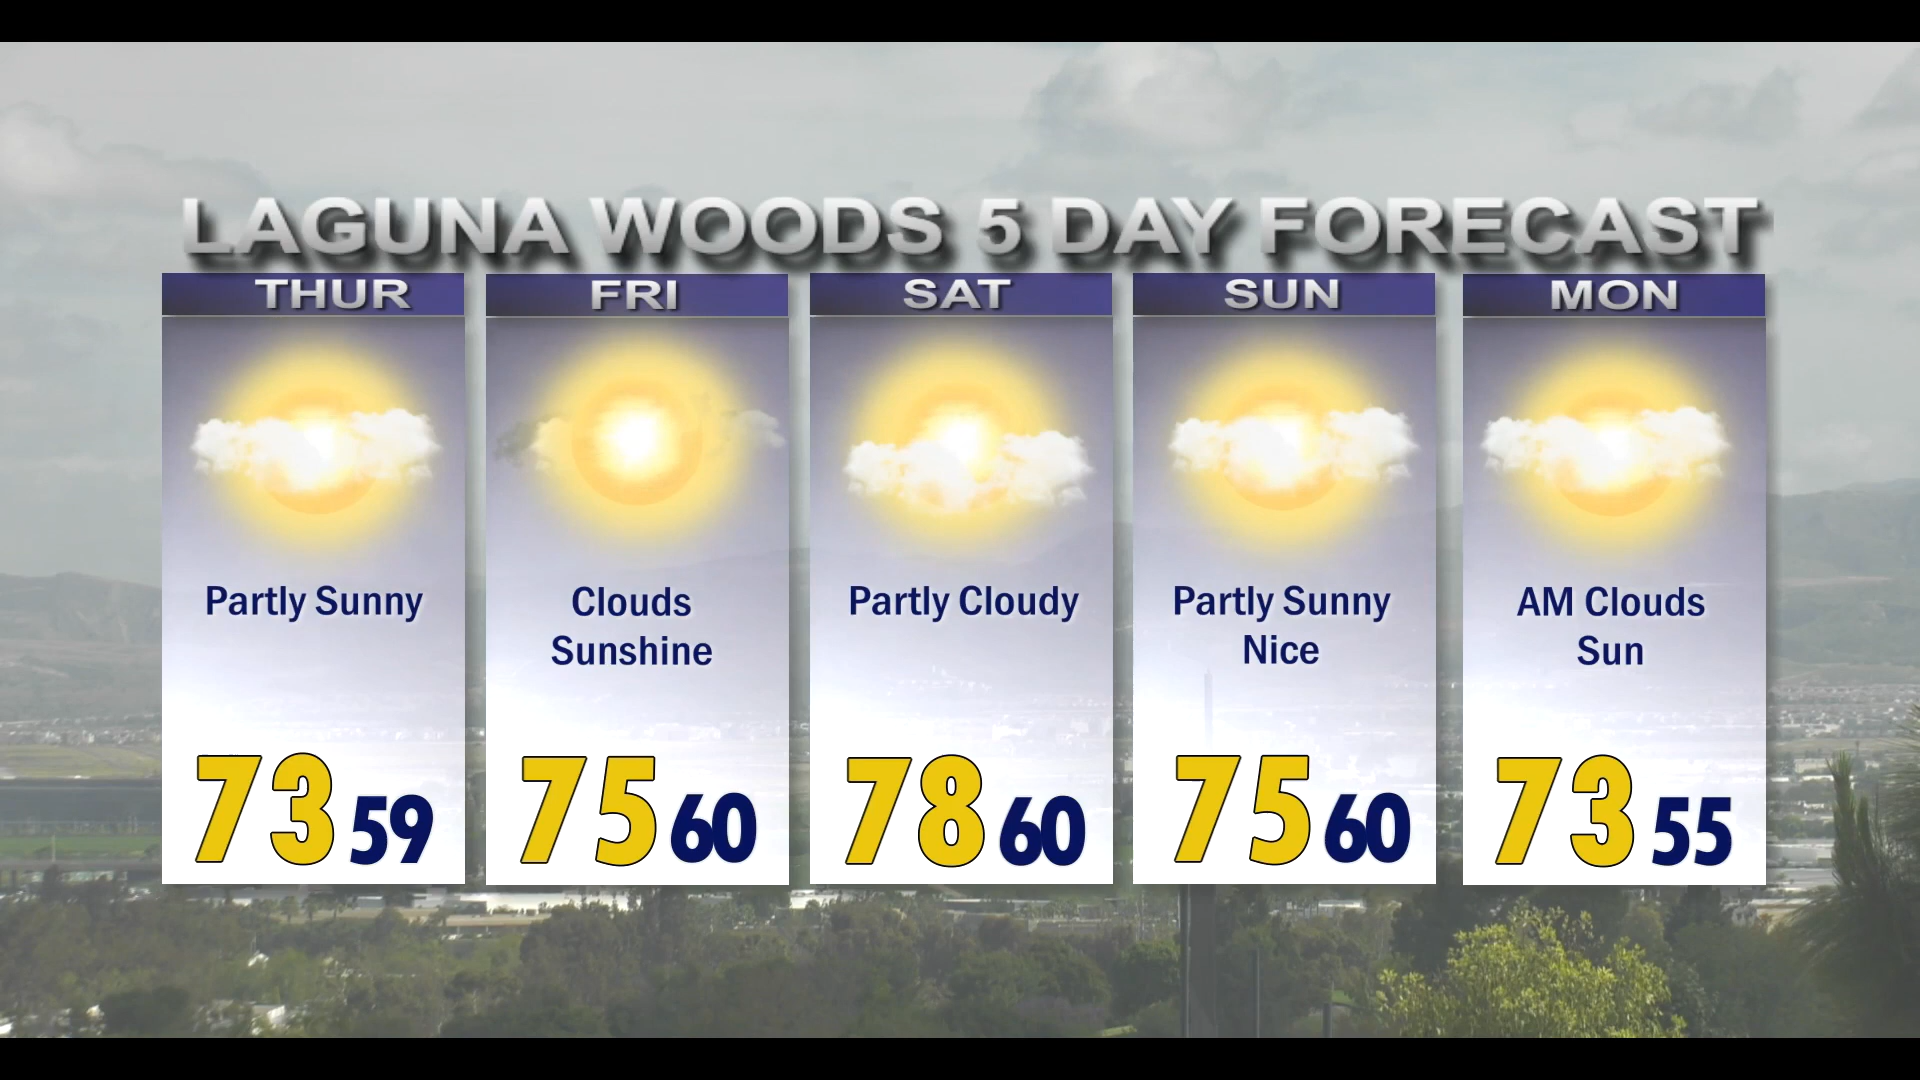 LAGUNA WOODS 5 DAY FORECAST
THUR
Partly Sunny
73 59
FRI
Clouds
Sunshine
75 60
SAT
Partly Cloudy
78 60
SUN
Partly Sunny
Nice
75 60
MON
AM Clouds
Sun
73 55